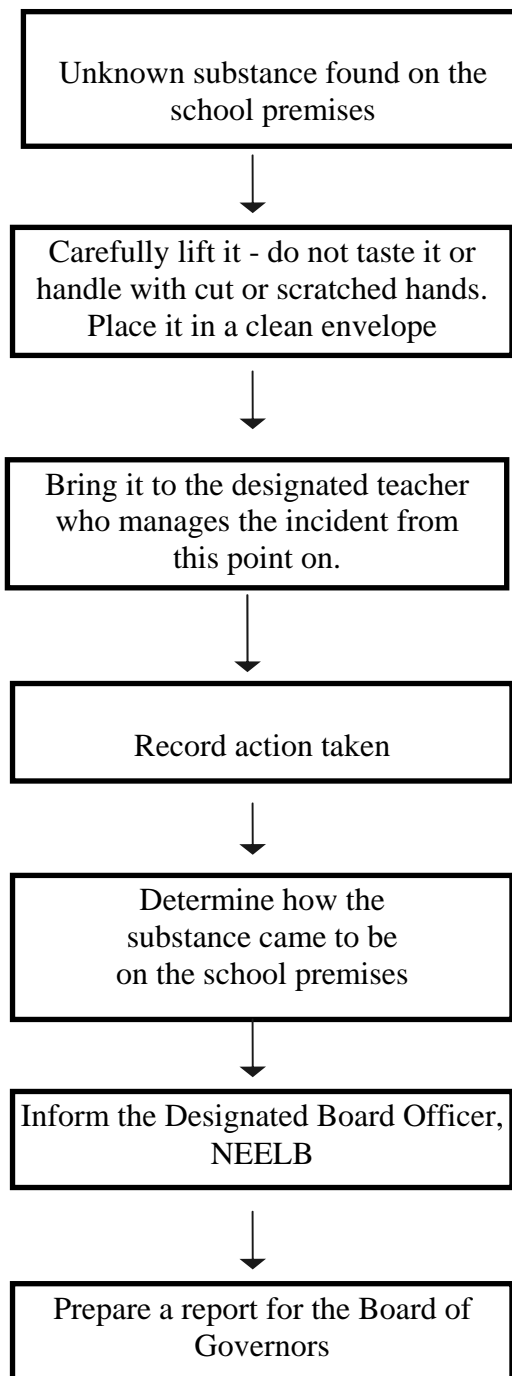 Unknown substance found on the
school premises
Carefully lift it - do not taste it or
handle with cut or scratched hands.
Place it in a clean envelope
Bring it to the designated teacher
who manages the incident from
this point on.
Record action taken
Determine how the
substance came to be
on the school premises
Inform the Designated Board Officer,
NEELB
Prepare a report for the Board of
Governors